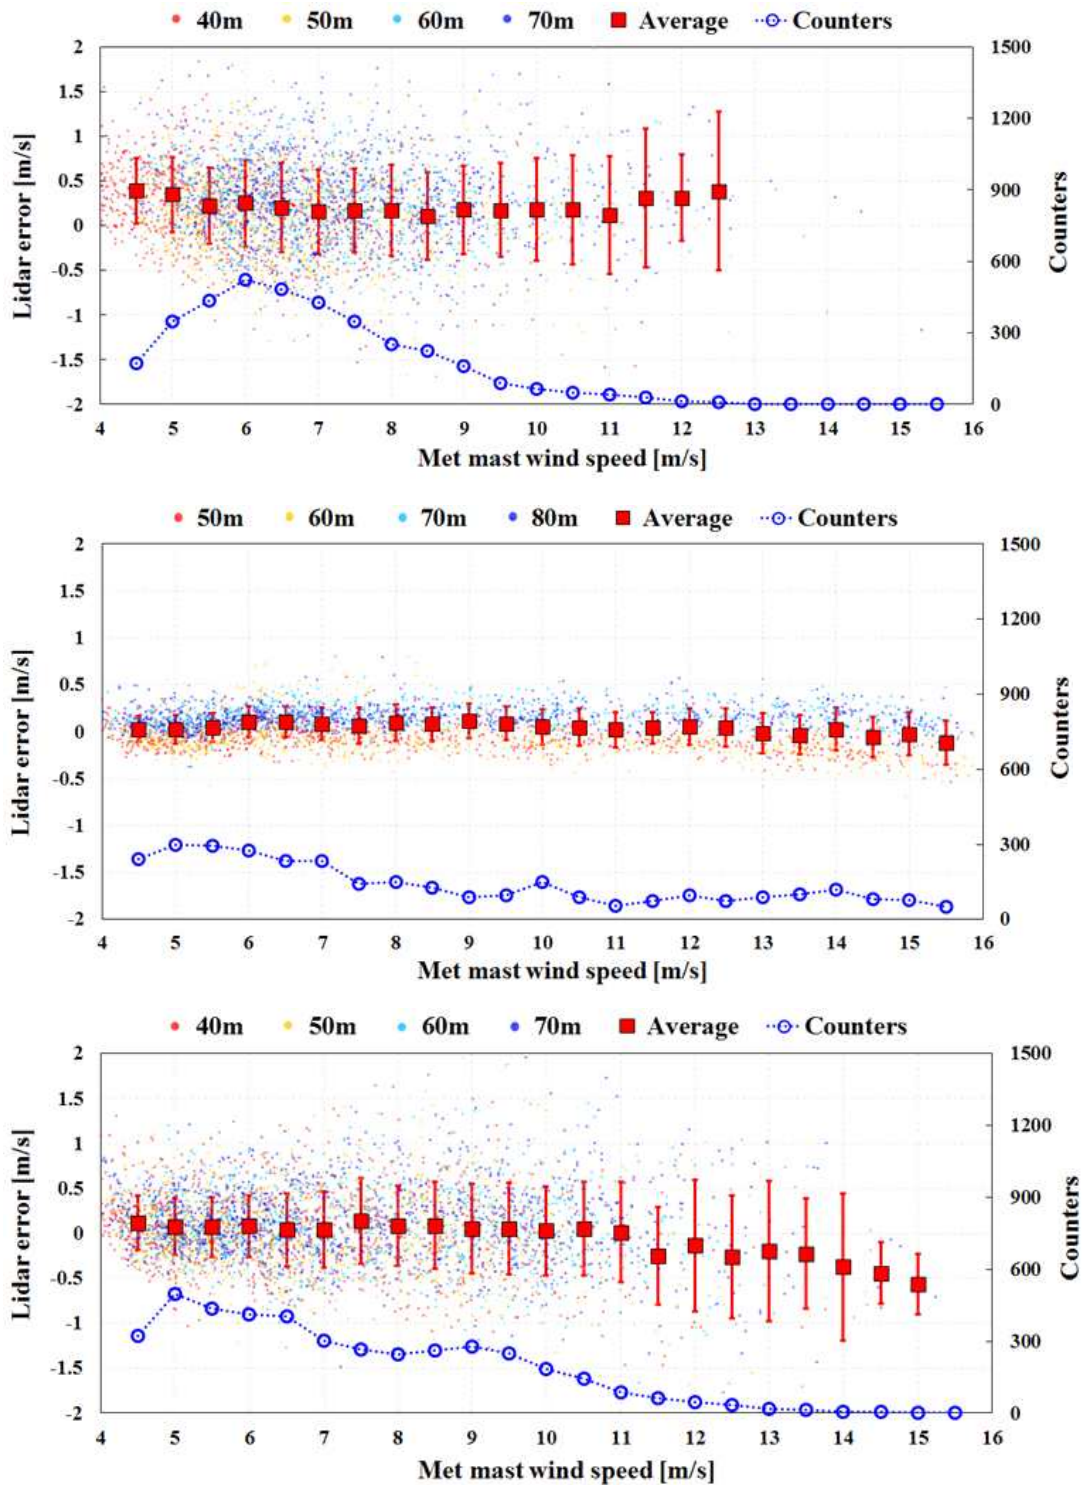 40m 50m 60m 70m Average Counters
2 1500
1.5
1 1200
0.5 900
0
-0.5 600
-1 300
-1.5
-2 0
4 5 6 7 8 9 10 11 12 13 14 15 16
Lidar error [m/s]
Counters
Met mast wind speed [m/s]
50m 60m 70m 80m Average Counters
2 1500
1.5
1 1200
0.5 900
0
-0.5 600
-1
-1.5 300
-2 0
4 5 6 7 8 9 10 11 12 13 14 15 16
Lidar error [m/s]
Counters
Met mast wind speed [m/s]
40m 50m 60m 70m Average Counters
2 1500
1.5
1 1200
0.5 900
0
-0.5 600
-1 300
-1.5
-2 0
4 5 6 7 8 9 10 11 12 13 14 15 16
Lidar error [m/s]
Counters
Met mast wind speed [m/s]